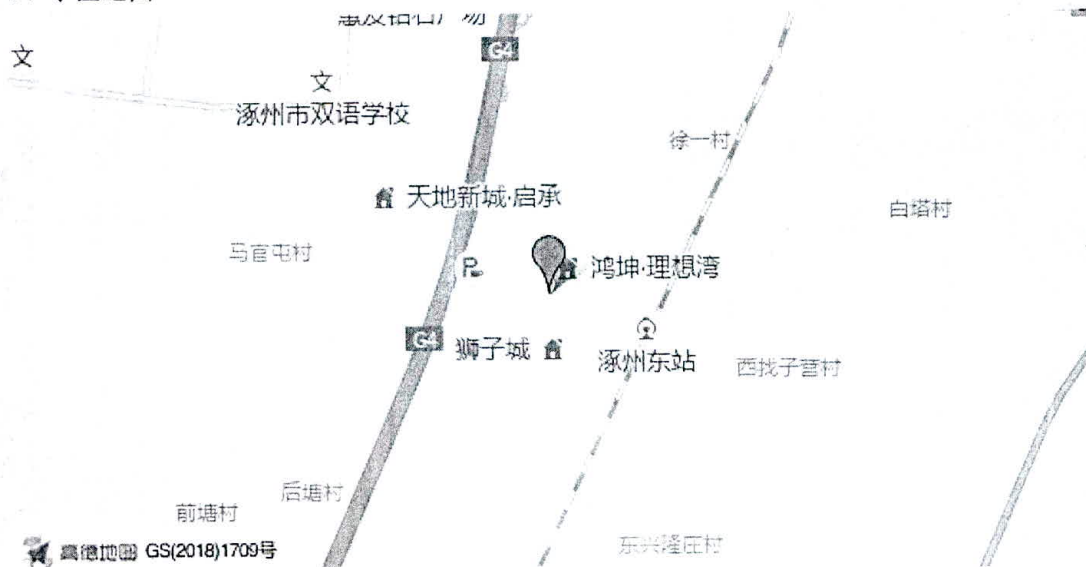 G4
文
文
涿州市双语学校
徐一村
天地新城·启承
白塔村
马官屯村
P
鸿坤·理想湾
G4
狮子城
涿州东站
西找子营村
后塘村
前塘村
高德地图 GS(2018)1709号
东兴隆庄村